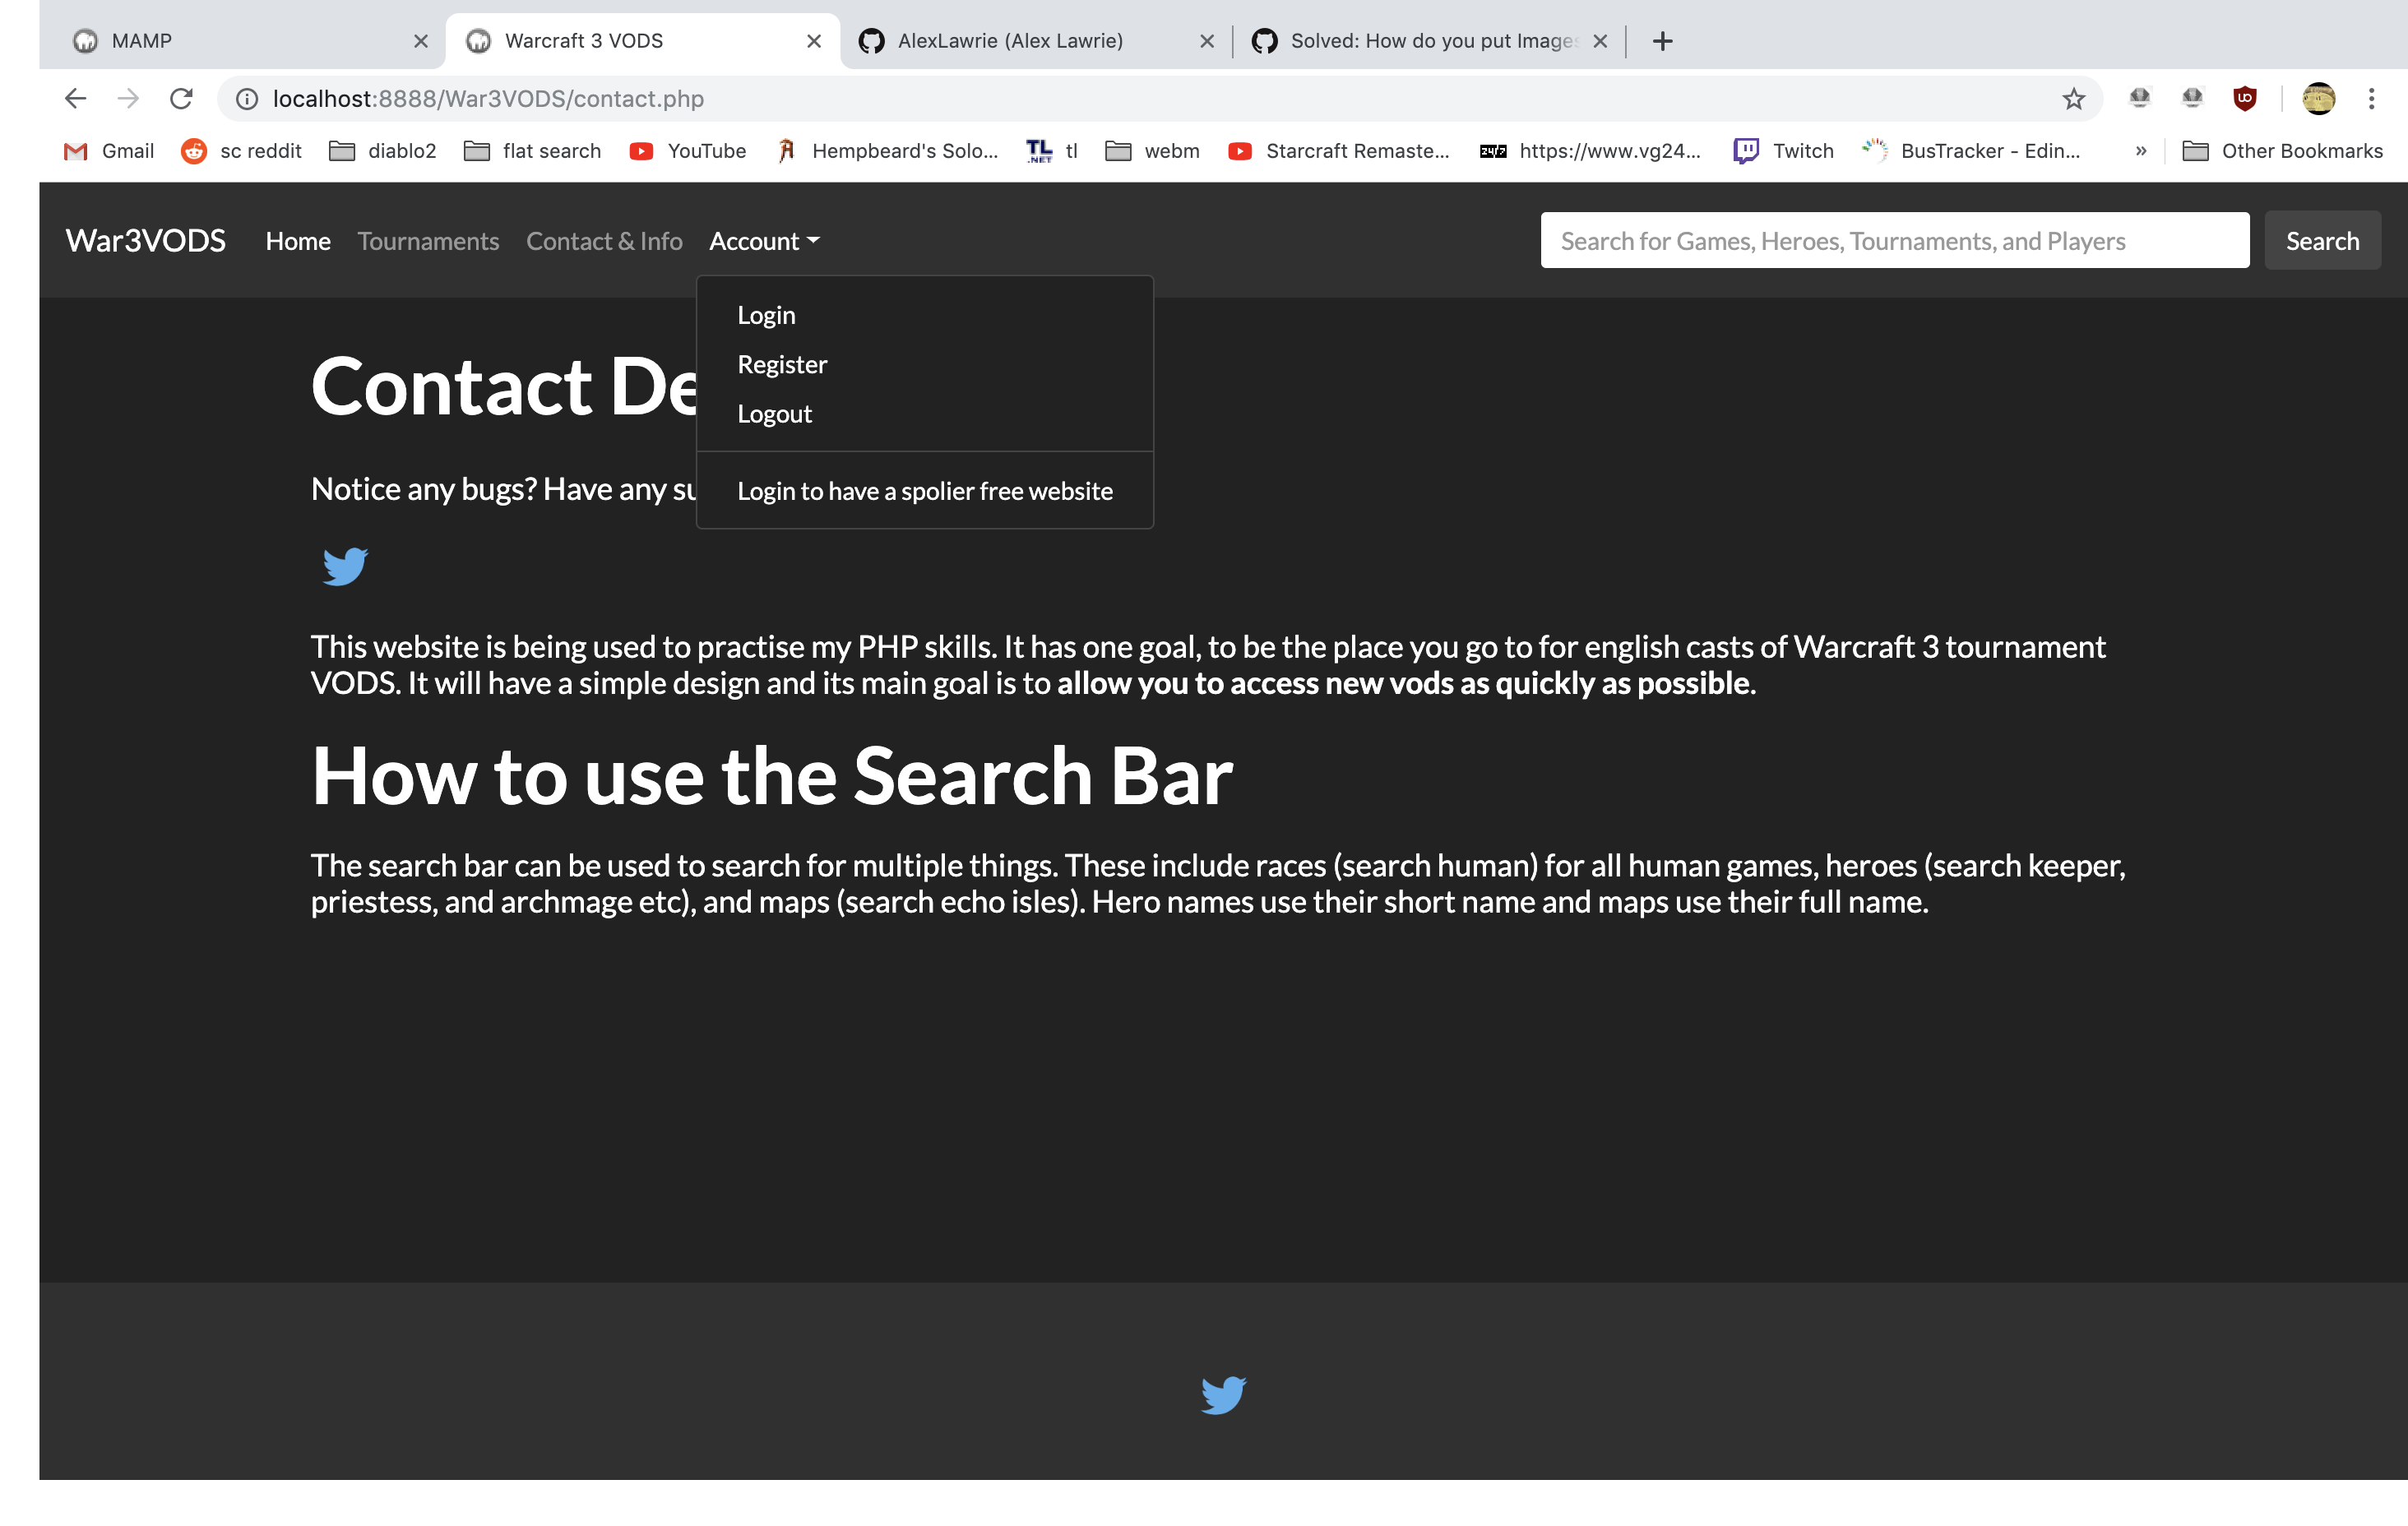 MAMP
Warcraft 3 VODS
AlexLawrie (Alex Lawrie)
Solved: How do you put Images
localhost:8888/War3VODS/contact.php
Gmail
sc reddit
diablo2
flat search
YouTube
Hempbeard's Solo...
TL.NET
tl
webm
Starcraft Remaste...
24/7
https://www.vg24...
Twitch
BusTracker - Edin...
»
Other Bookmarks
War3VODS
Home
Tournaments
Contact & Info
Account
Search for Games, Heroes, Tournaments, and Players
Search
Login
Register
Logout
Login to have a spolier free website
Contact De
Notice any bugs? Have any su
This website is being used to practise my PHP skills. It has one goal, to be the place you go to for english casts of Warcraft 3 tournament
VODS. It will have a simple design and its main goal is to allow you to access new vods as quickly as possible.
How to use the Search Bar
The search bar can be used to search for multiple things. These include races (search human) for all human games, heroes (search keeper,
priestess, and archmage etc), and maps (search echo isles). Hero names use their short name and maps use their full name.